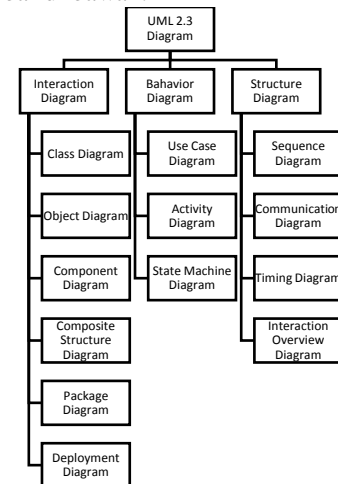 UML 2.3
Diagram
Interaction
Diagram
Bahavior
Diagram
Structure
Diagram
Class Diagram
Object Diagram
Component
Diagram
Composite
Structure
Diagram
Package
Diagram
Deployment
Diagram
Use Case
Diagram
Activity
Diagram
State Machine
Diagram
Sequence
Diagram
Communication
Diagram
Timing Diagram
Interaction
Overview
Diagram